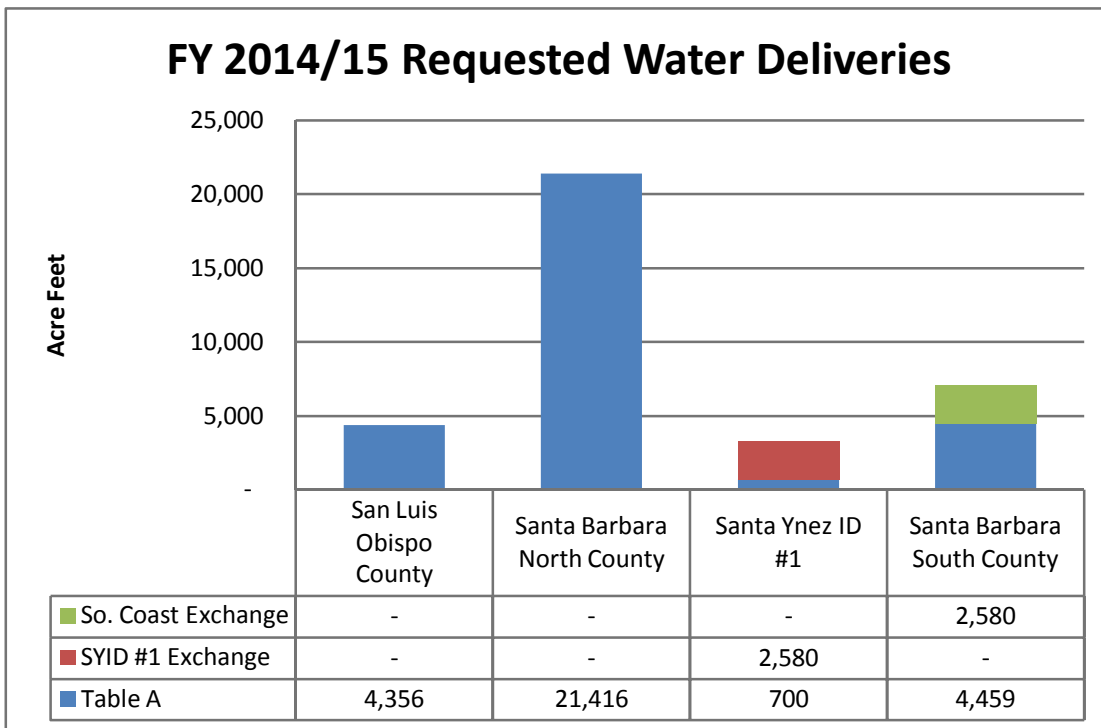 FY 2014/15 Requested Water Deliveries
Acre Feet
25,000
20,000
15,000
10,000
5,000
-
San Luis Obispo County
Santa Barbara North County
Santa Ynez ID #1
Santa Barbara South County
So. Coast Exchange - - - 2,580
SYID #1 Exchange - - 2,580 -
Table A 4,356 21,416 700 4,459